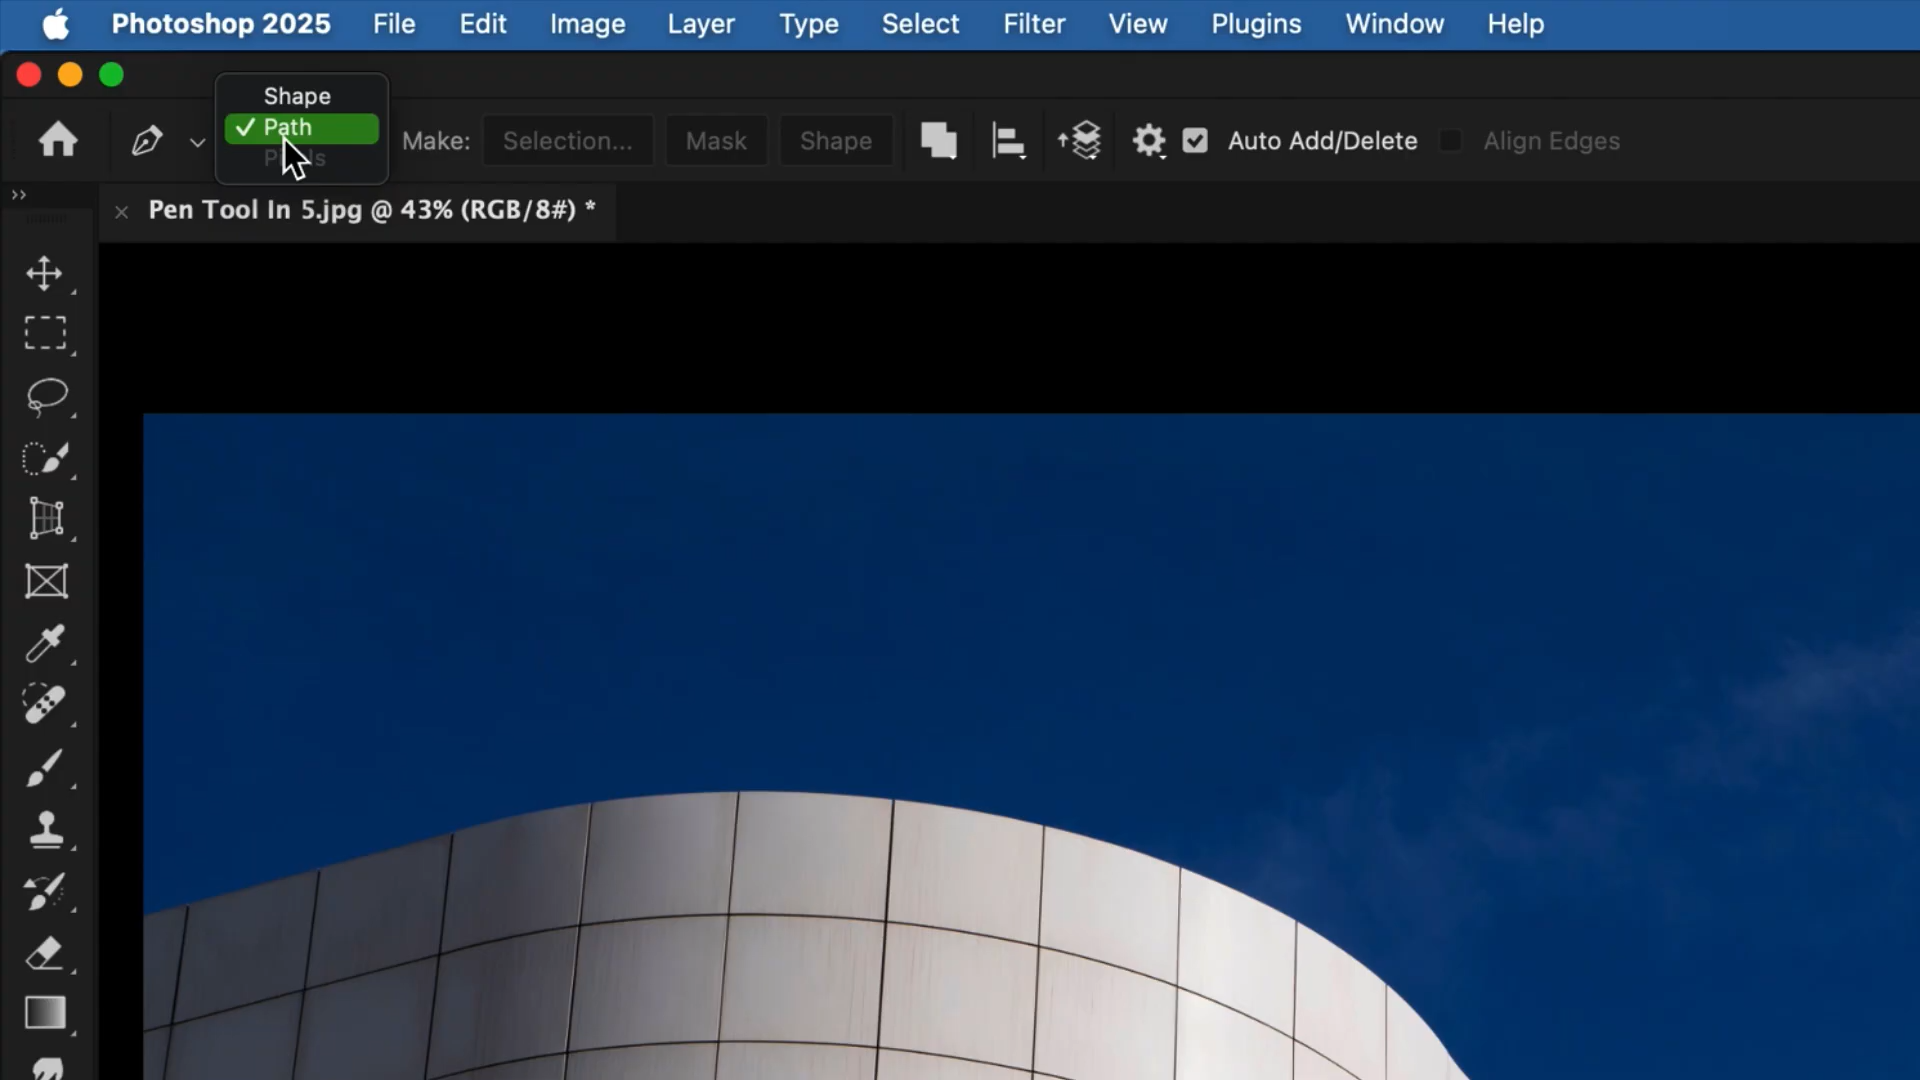 Photoshop 2025 File Edit Image Layer Type Select Filter View Plugins Window Help
Shape
Path
Make: Selection... Mask Shape Auto Add/Delete Align Edges
Pen Tool In 5.jpg @ 43% (RGB/8#) *